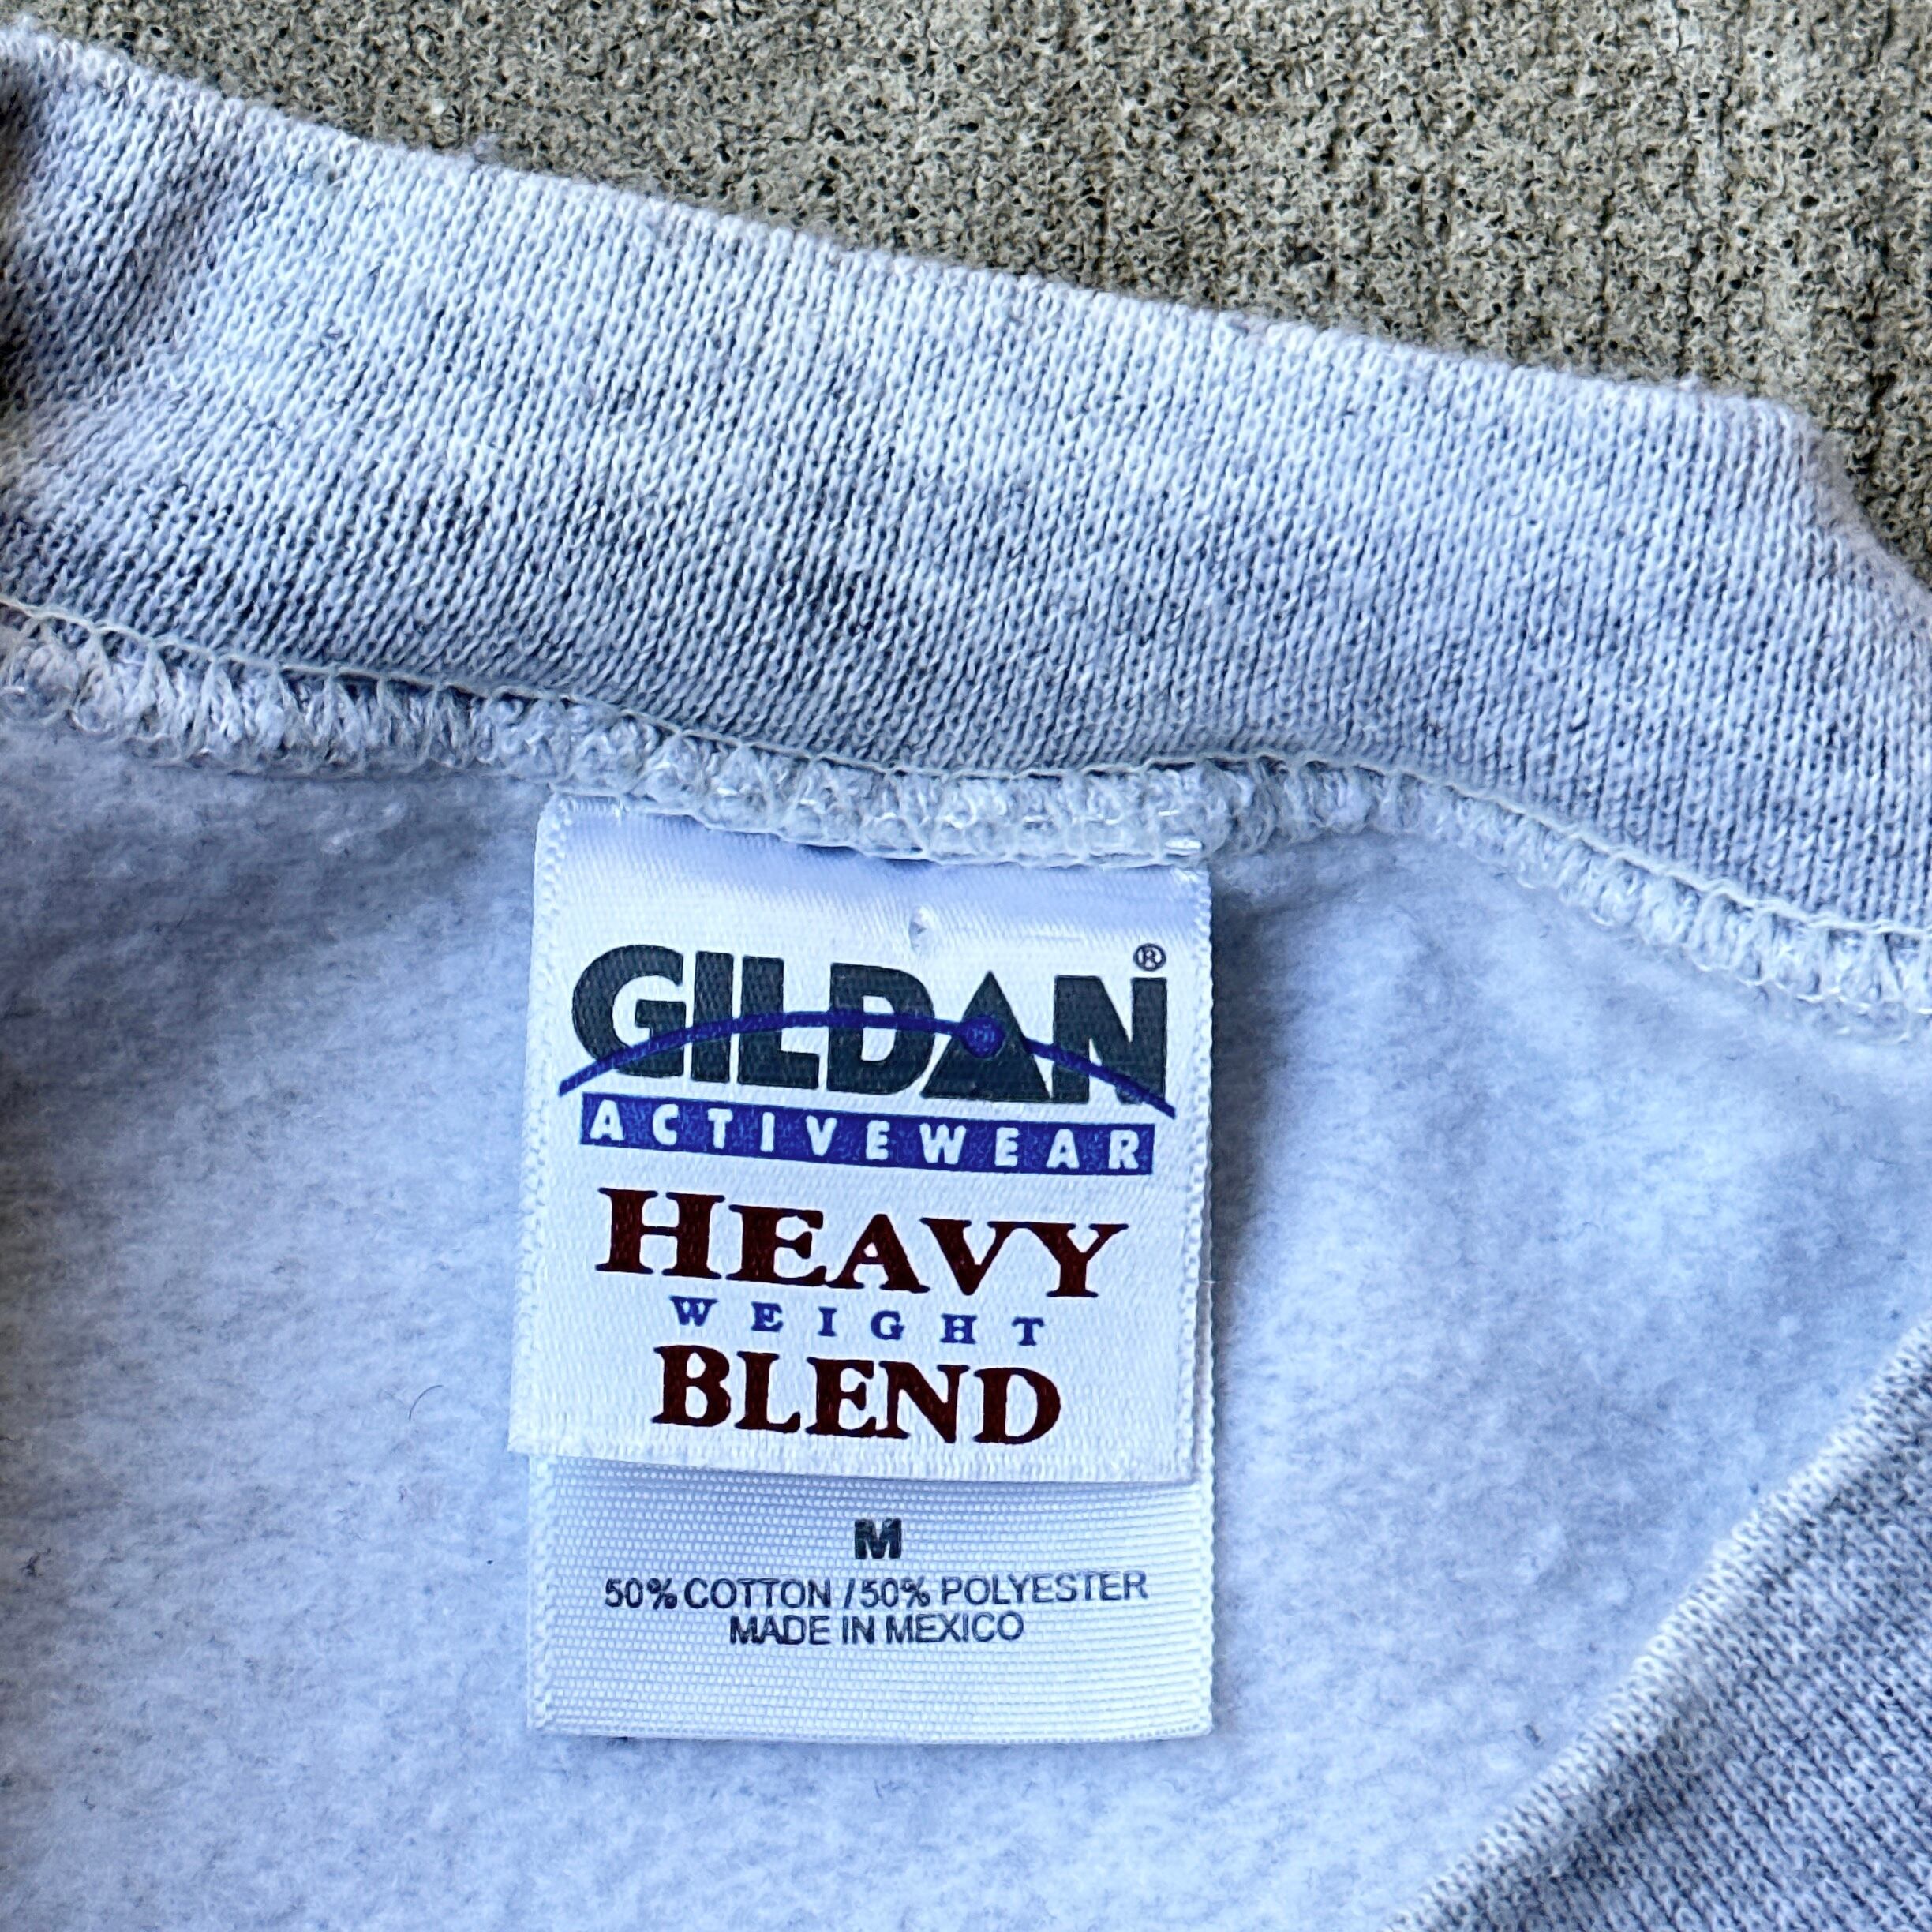 GILDAN®
ACTIVEWEAR
HEAVY
WEIGHT
BLEND
M
50% COTTON / 50% POLYESTER
MADE IN MEXICO